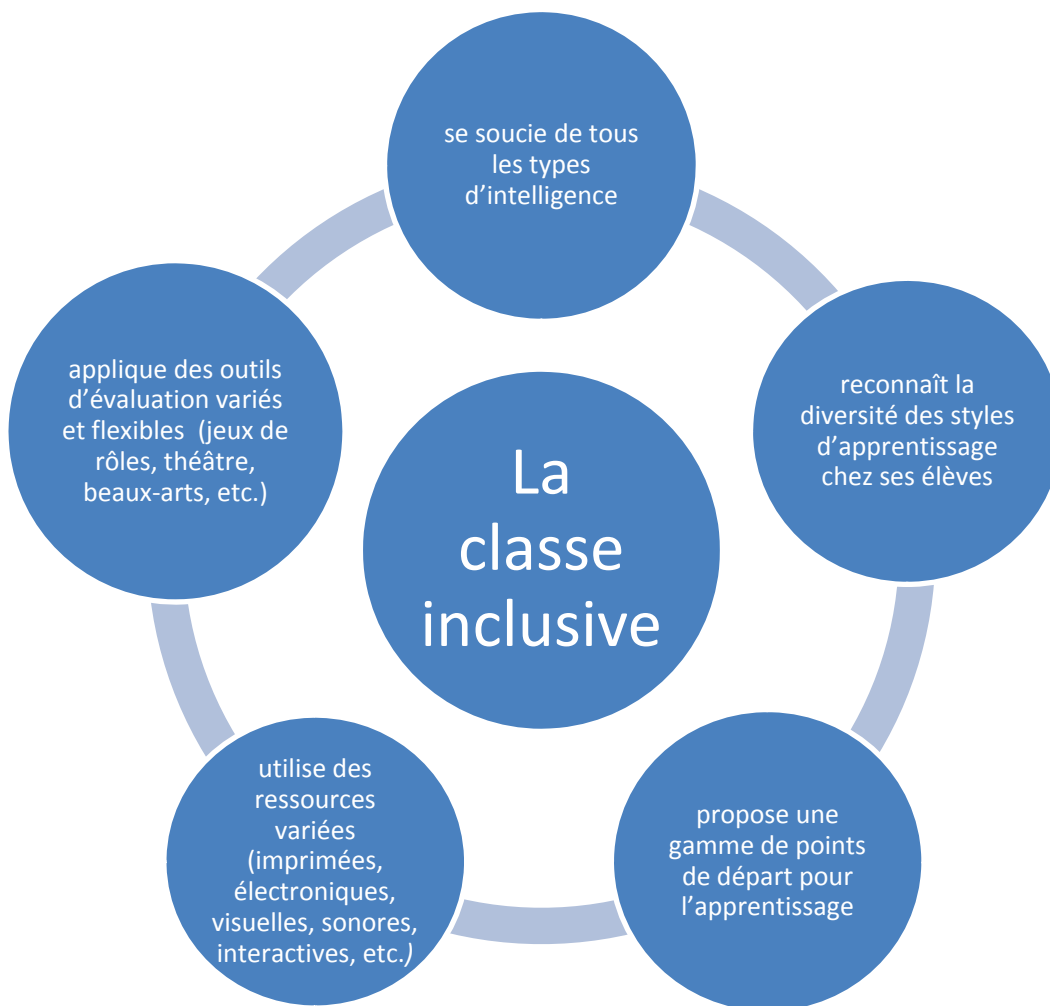 se soucie de tous
les types
d’intelligence
reconnaît la
diversité des styles
d’apprentissage
chez ses élèves
propose une
gamme de points
de départ pour
l’apprentissage
utilise des
ressources
variées
(imprimées,
électroniques,
visuelles, sonores,
interactives, etc.)
applique des outils
d’évaluation variés
et flexibles (jeux de
rôles, théâtre,
beaux-arts, etc.)
La
classe
inclusive